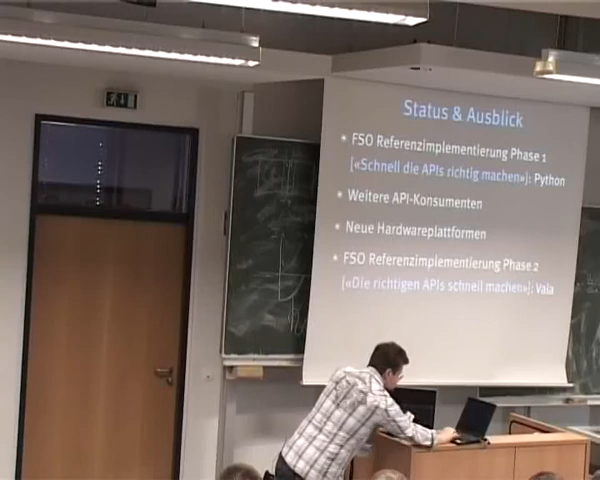 Status & Ausblick
* FSO Referenzimplementierung Phase 1
[«Schnell die APIs richtig machen»]: Python
* Weitere API-Konsumenten
* Neue Hardwareplattformen
* FSO Referenzimplementierung Phase 2
[«Die richtigen APIs schnell machen»]: Vala